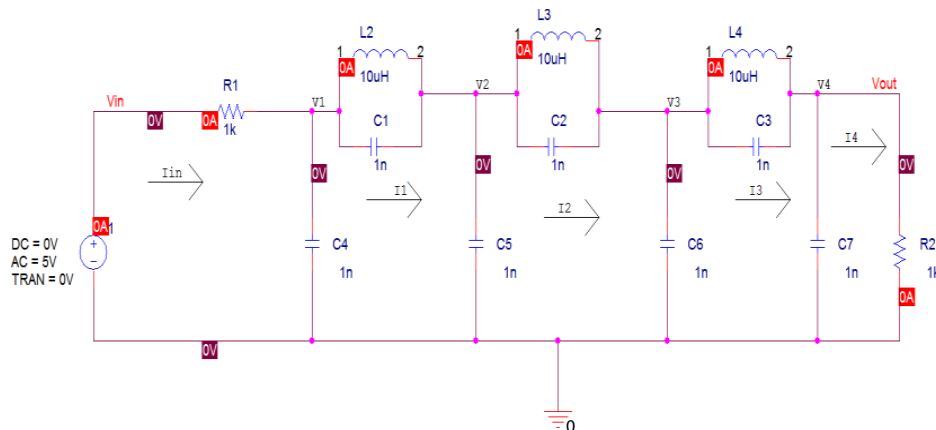 L3
L2
L4
1 2
1 2
1 2
0A
0A
0A
10uH
10uH
10uH
R1
Vin
V1
V2
V3
V4
Vout
0V
0A
1k
C1
C2
C3
1n
1n
1n
Iin
0V
I1
0V
I2
0V
I3
I4
0V
0A1
DC = 0V
AC = 5V
TRAN = 0V
C4
1n
C5
1n
C6
1n
C7
1n
R2
1k
0A
0V
0